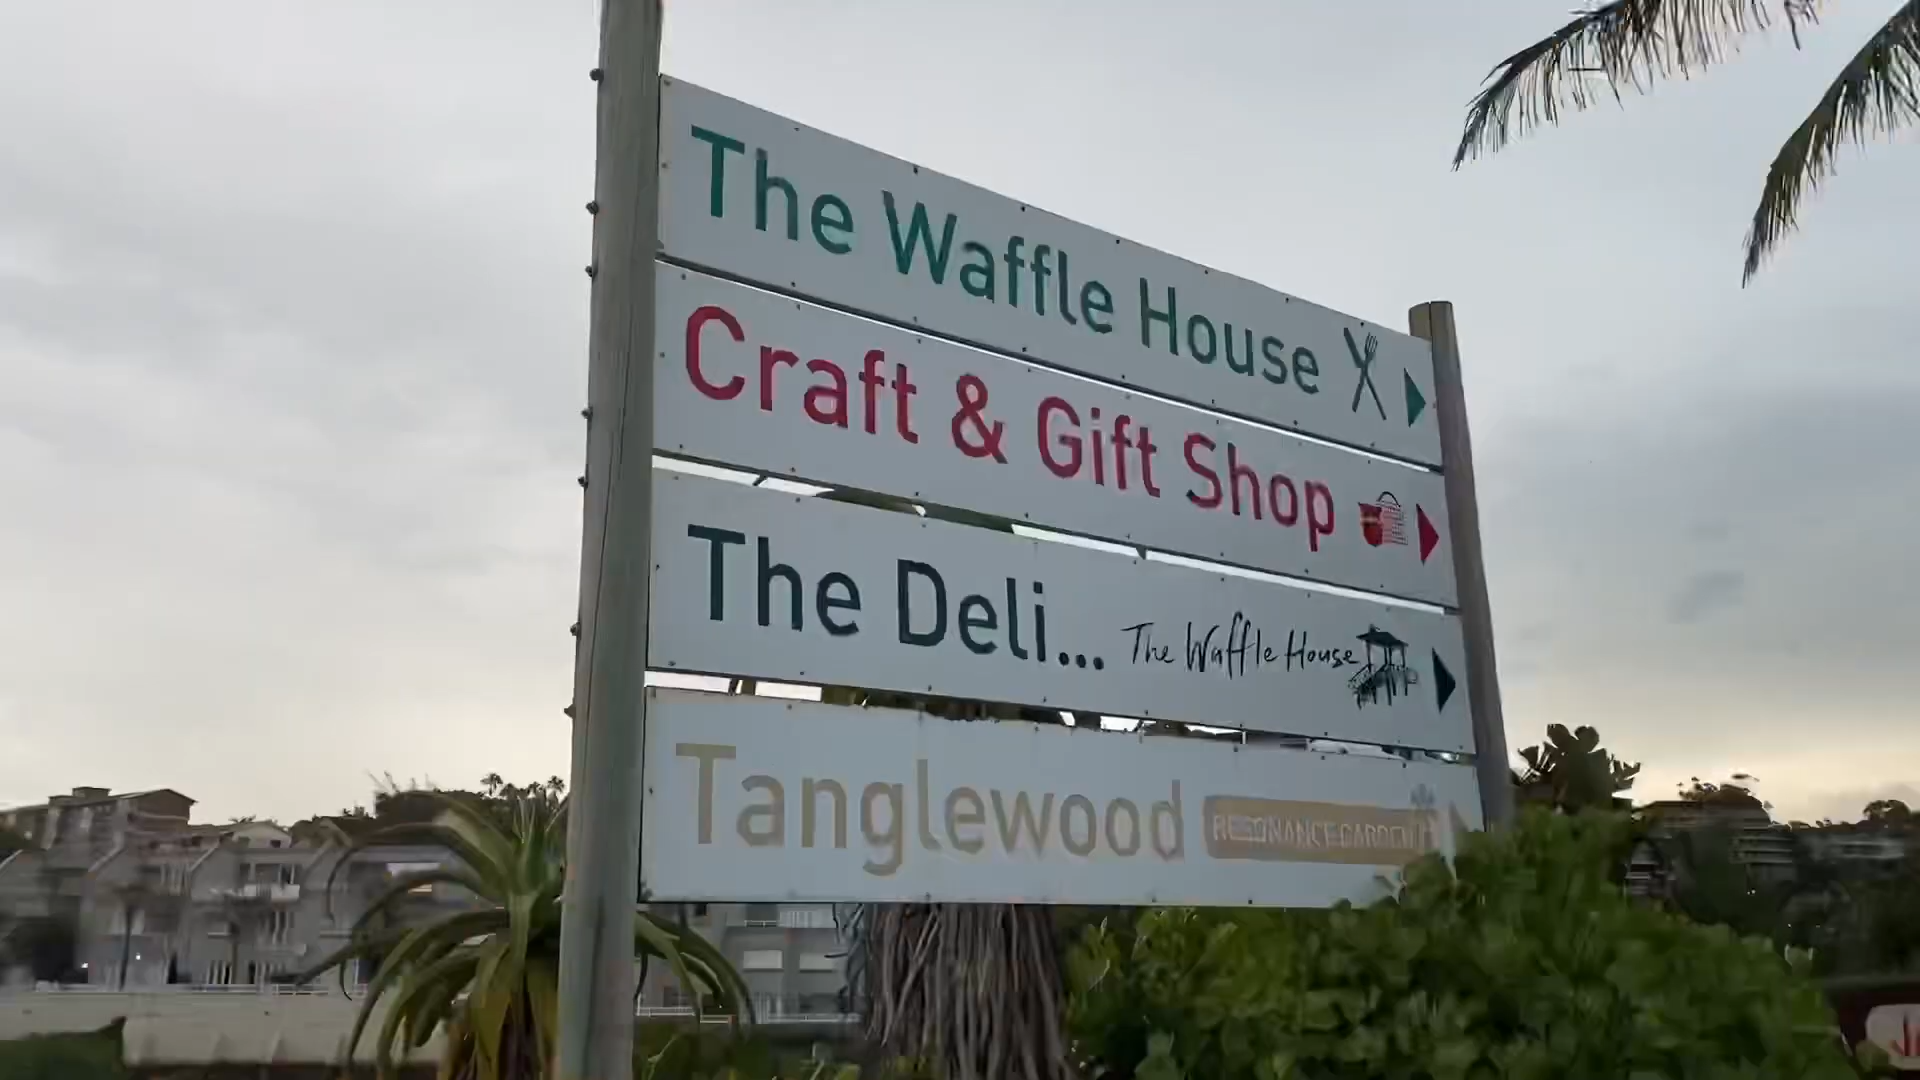 The Waffle House
Craft & Gift Shop
The Deli... The Waffle House
Tanglewood